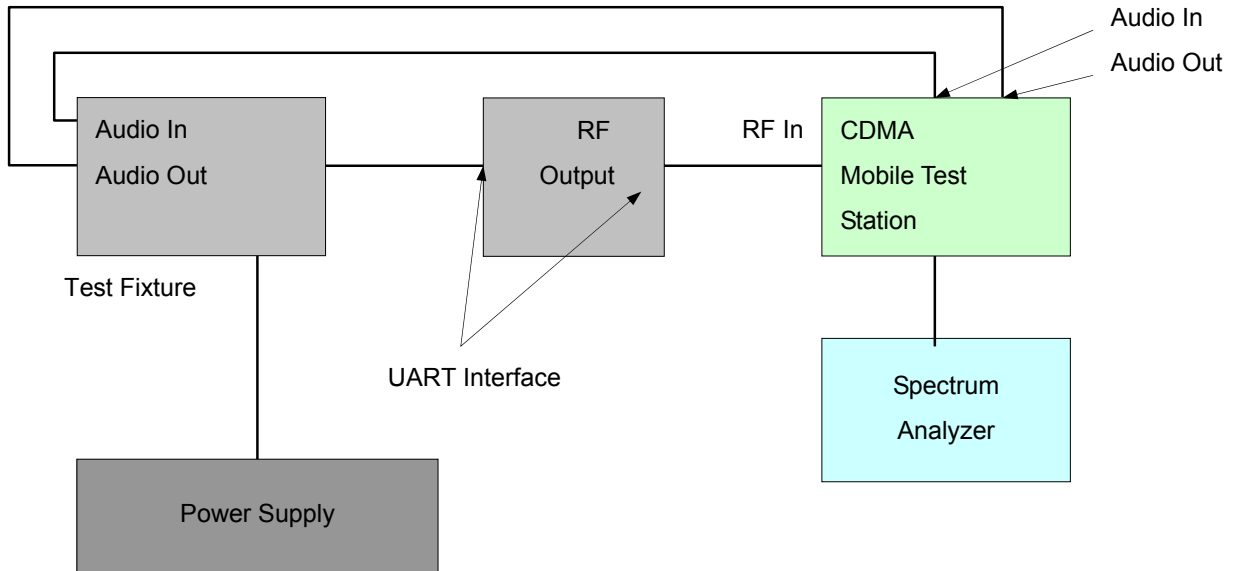 Audio In
Audio Out
Audio In
Audio Out
RF
Output
RF In
CDMA
Mobile Test
Station
Test Fixture
UART Interface
Spectrum
Analyzer
Power Supply